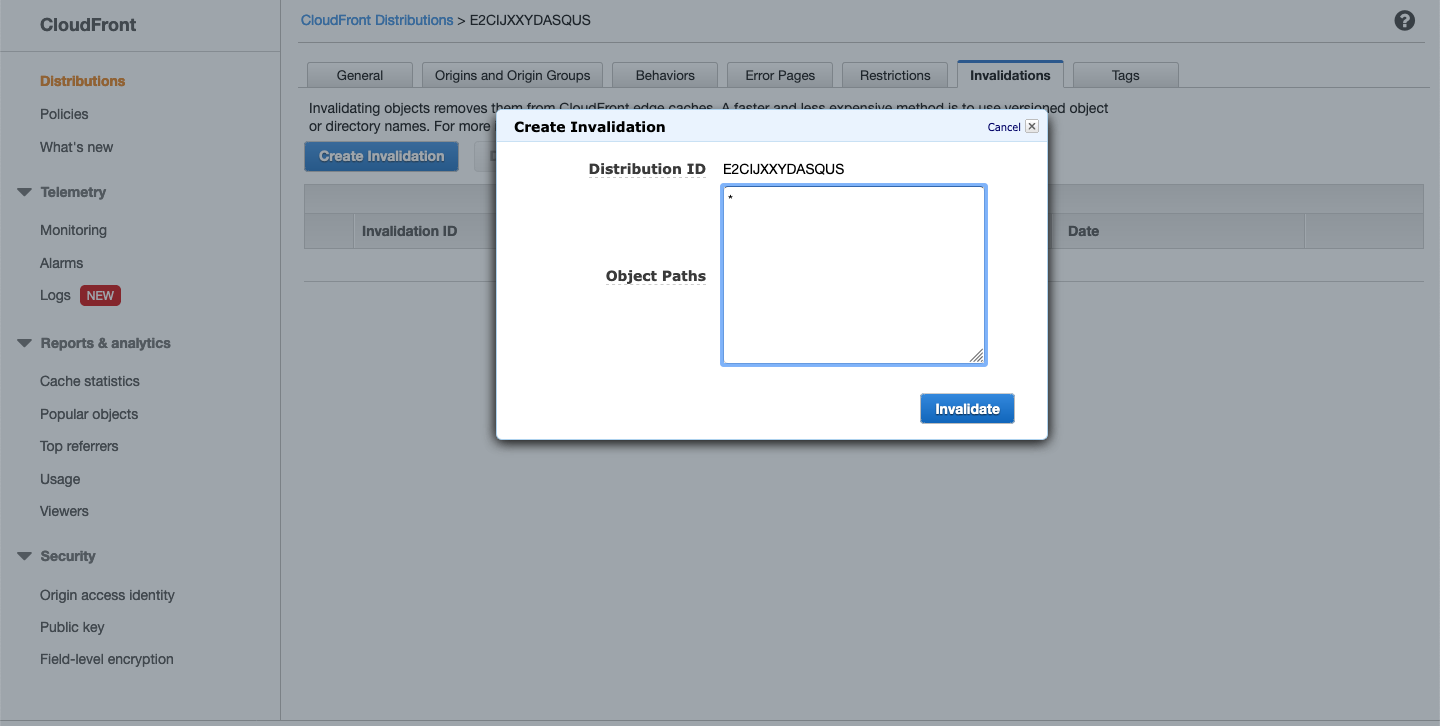 CloudFront
Distributions
Policies
What's new
Telemetry
Monitoring
Alarms
Logs NEW
Reports & analytics
Cache statistics
Popular objects
Top referrers
Usage
Viewers
Security
Origin access identity
Public key
Field-level encryption
CloudFront Distributions > E2CIJXXYDASQUS
?
General Origins and Origin Groups Behaviors Error Pages Restrictions Invalidations Tags
Invalidating objects removes them from CloudFront edge caches. A faster and less expensive method is to use versioned object
or directory names. For more
Create Invalidation
Invalidation ID Date
Create Invalidation Cancel
Distribution ID E2CIJXXYDASQUS
Object Paths *
Invalidate